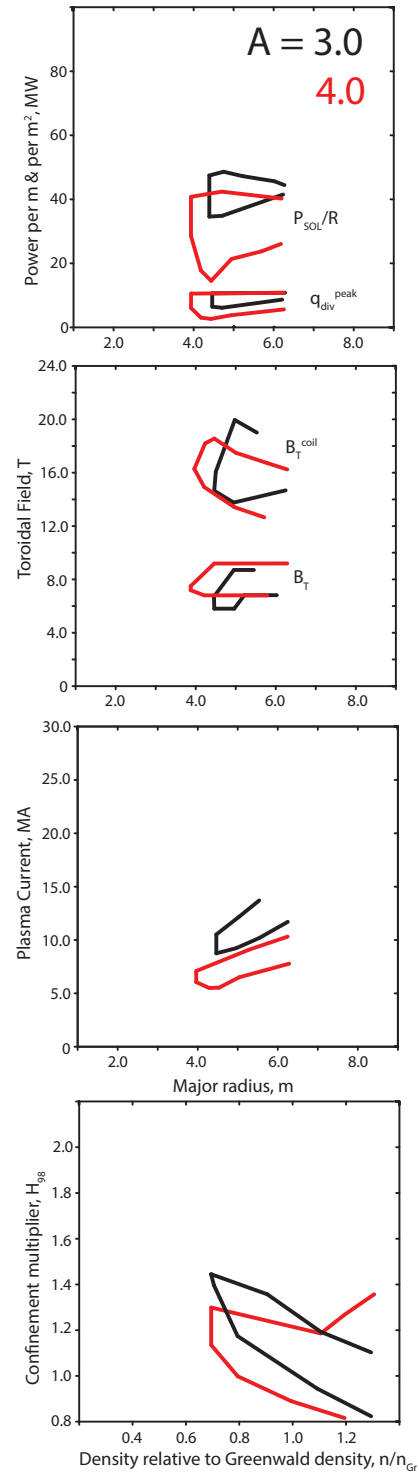 A = 3.0
4.0
Power per m & per m², MW
80
60
40
20
0
P_SOL/R
q_div^peak
2.0 4.0 6.0 8.0
Toroidal Field, T
24.0
20.0
16.0
12.0
8.0
4.0
0
B_T^coil
B_T
2.0 4.0 6.0 8.0
Plasma Current, MA
30.0
25.0
20.0
15.0
10.0
5.0
0
2.0 4.0 6.0 8.0
Major radius, m
Confinement multiplier, H_98
2.0
1.8
1.6
1.4
1.2
1.0
0.8
0.4 0.6 0.8 1.0 1.2
Density relative to Greenwald density, n/n_Gr